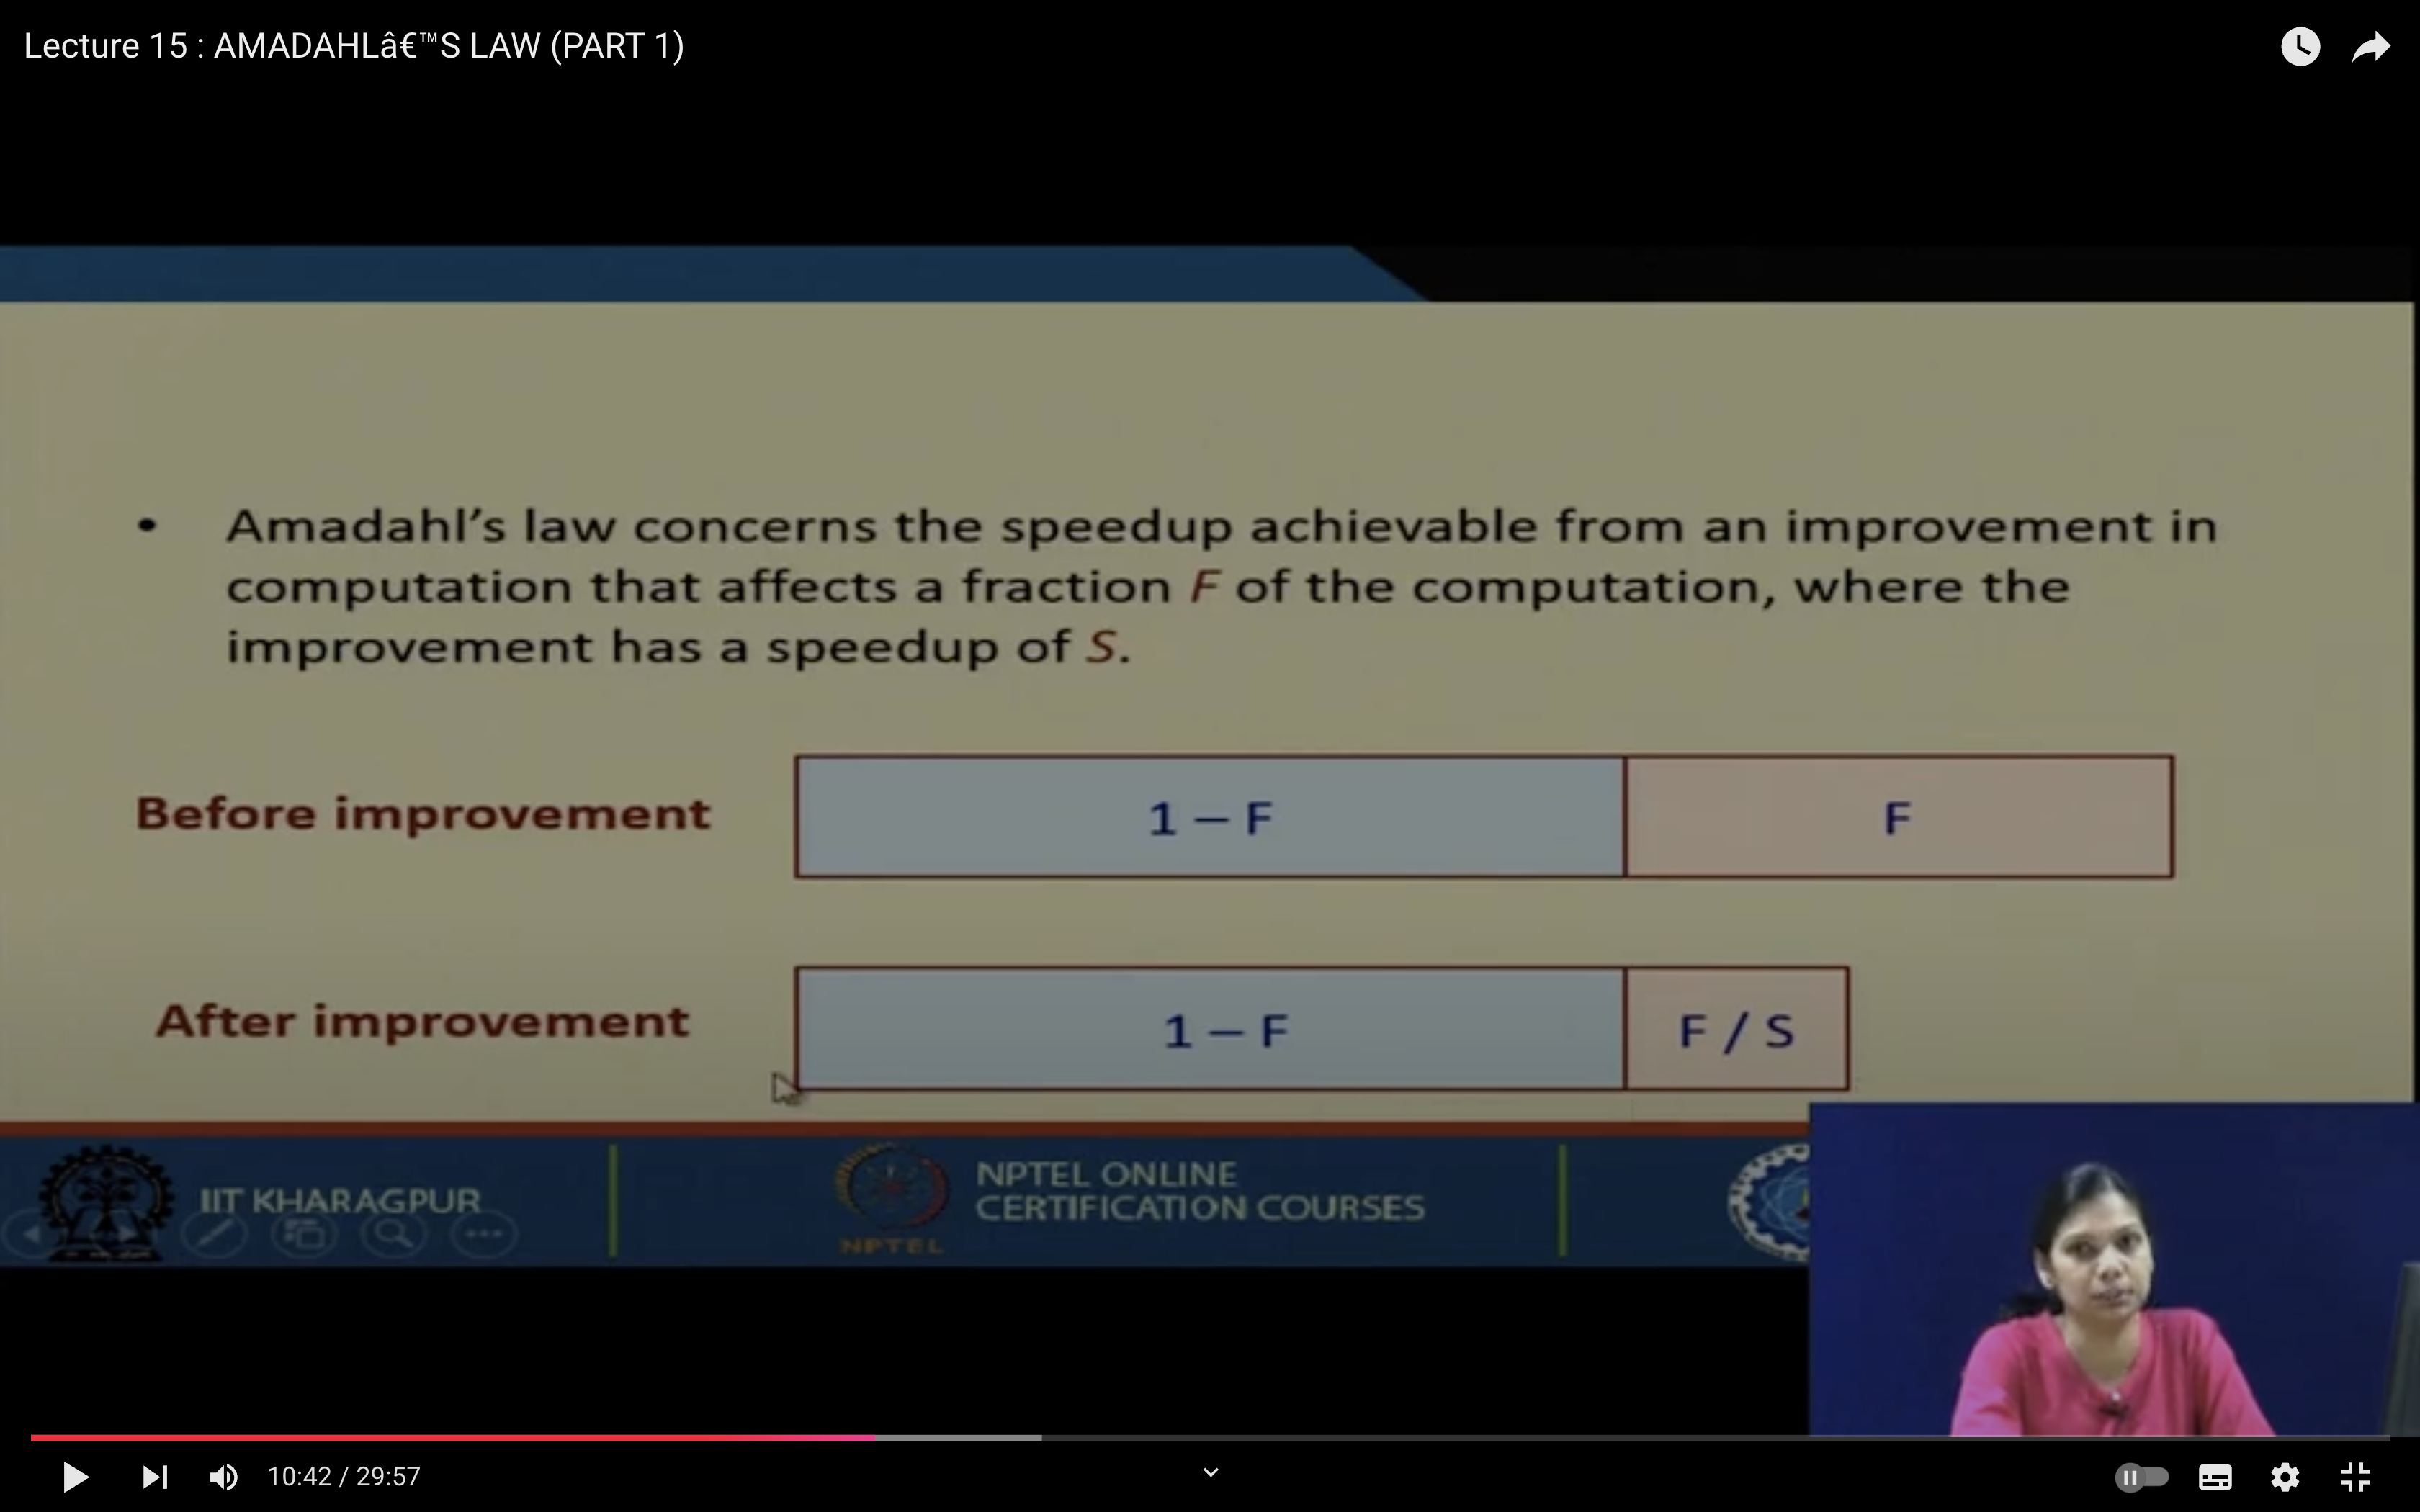 Lecture 15 : AMADAHLâ€™S LAW (PART 1)
• Amadahl’s law concerns the speedup achievable from an improvement in
computation that affects a fraction F of the computation, where the
improvement has a speedup of S.
Before improvement
1 – F
F
After improvement
1 – F
F / S
IIT KHARAGPUR
NPTEL
NPTEL ONLINE
CERTIFICATION COURSES
10:42 / 29:57